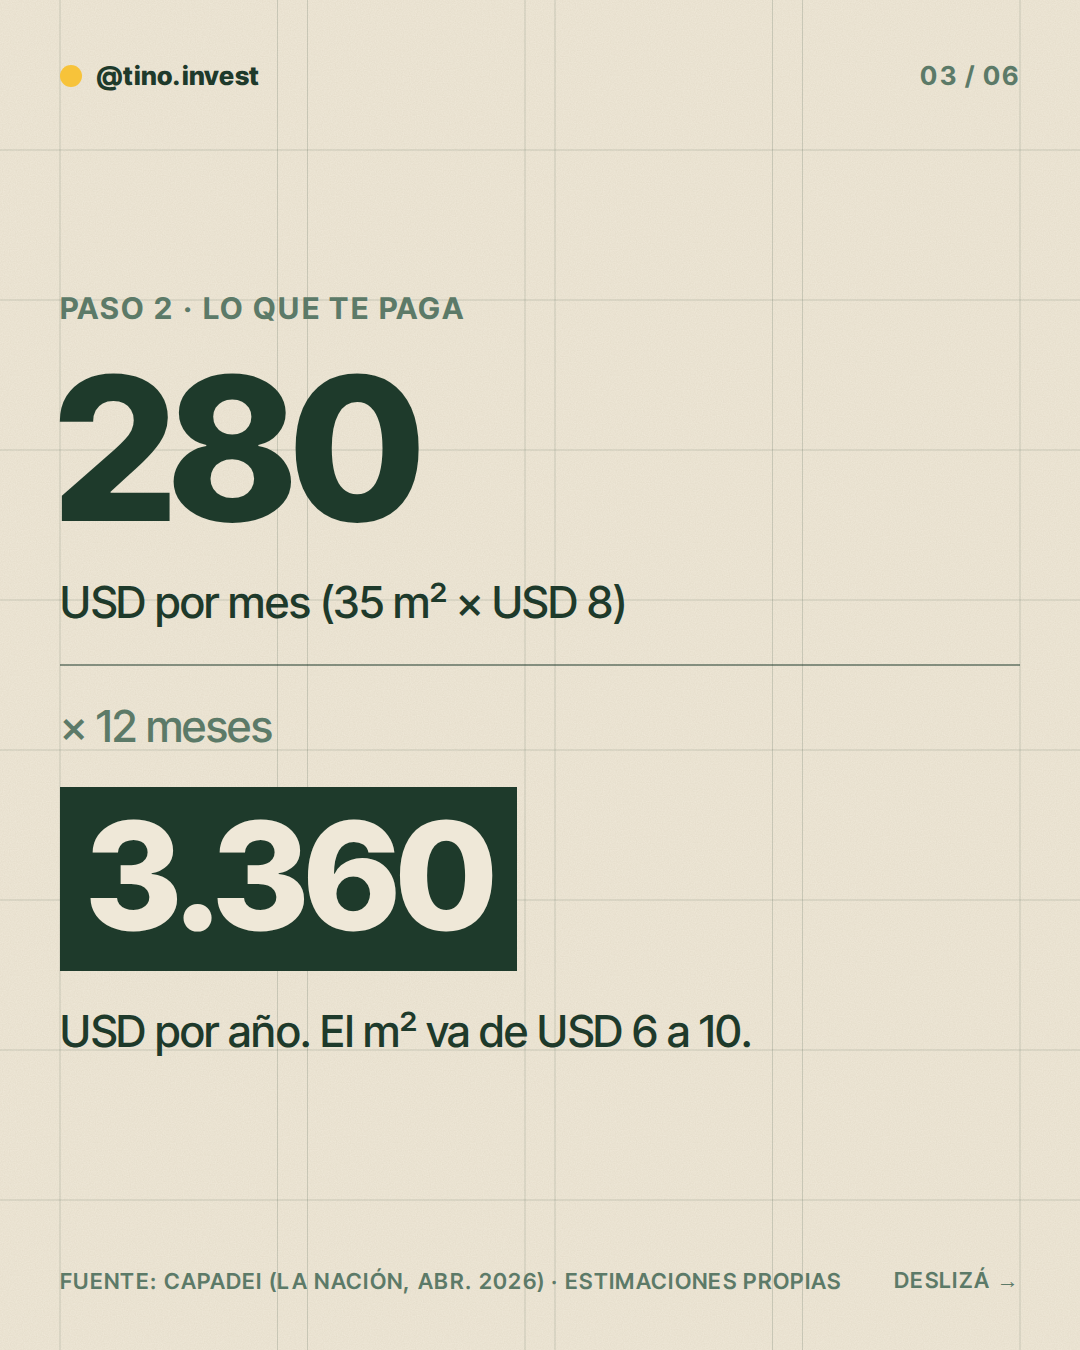 @tino.invest
03 / 06
PASO 2 · LO QUE TE PAGA
280
USD por mes (35 m² × USD 8)
× 12 meses
3.360
USD por año. El m² va de USD 6 a 10.
FUENTE: CAPADEI (LA NACIÓN, ABR. 2026) · ESTIMACIONES PROPIAS
DESLIZÁ →